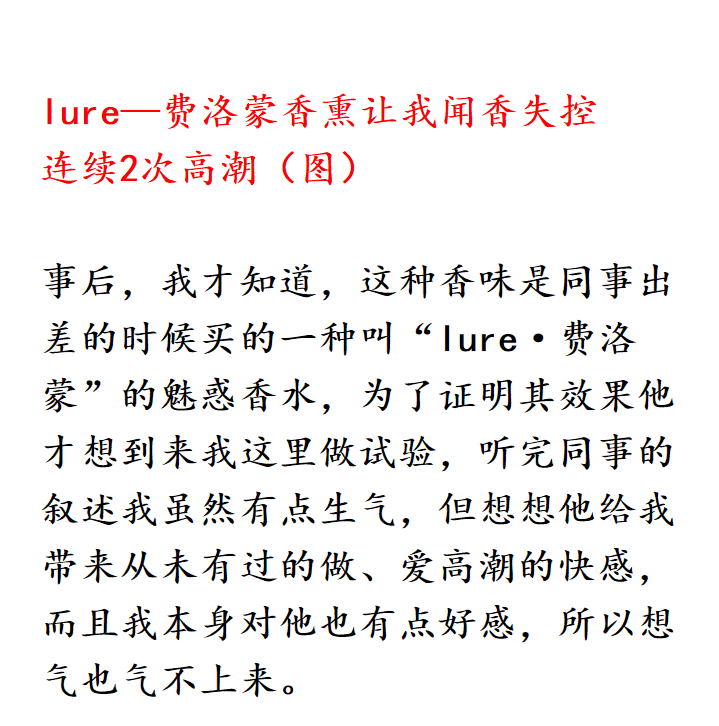 lure—费洛蒙香熏让我闻香失控
连续2次高潮（图）
事后，我才知道，这种香味是同事出
差的时候买的一种叫“lure·费洛
蒙”的魅惑香水，为了证明其效果他
才想到来我这里做试验，听完同事的
叙述我虽然有点生气，但想想他给我
带来从未有过的做、爱高潮的快感，
而且我本身对他也有点好感，所以想
气也气不上来。